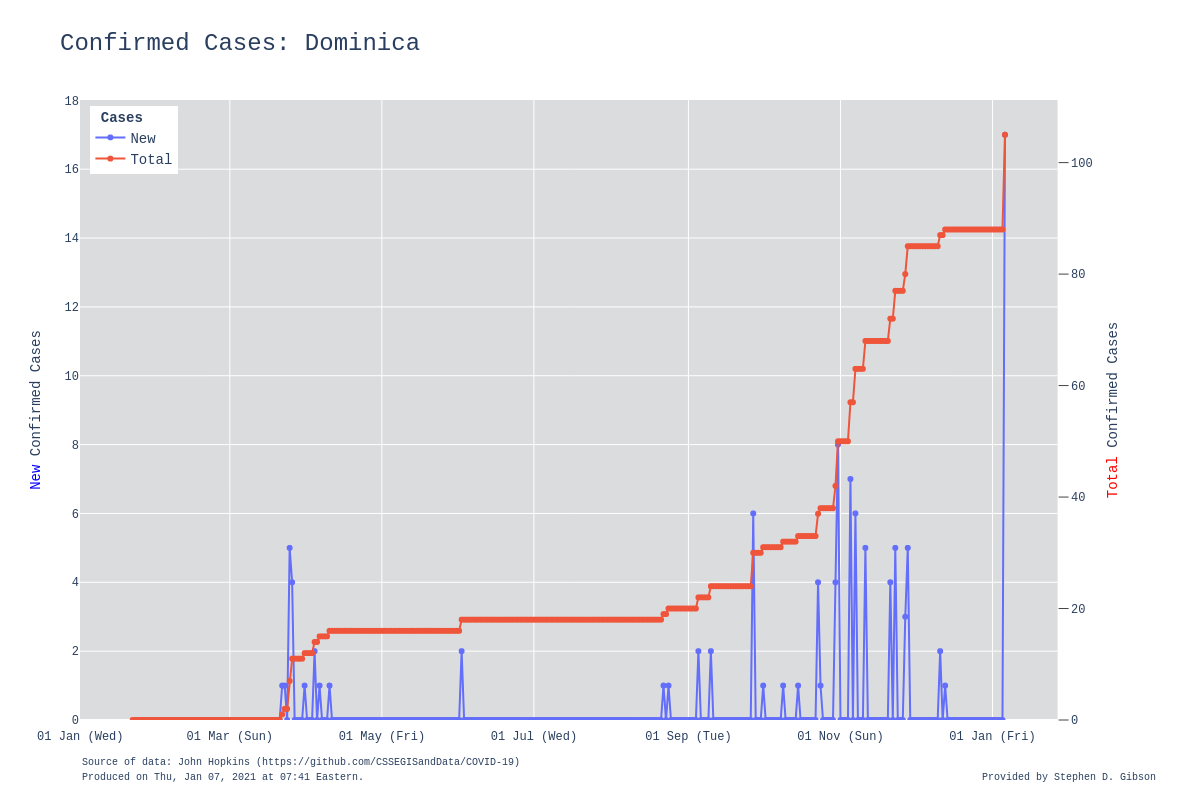 Confirmed Cases: Dominica
Cases
New
Total
18
16
14
12
10
8
6
4
2
0
New Confirmed Cases
100
80
60
40
20
0
Total Confirmed Cases
01 Jan (Wed) 01 Mar (Sun) 01 May (Fri) 01 Jul (Wed) 01 Sep (Tue) 01 Nov (Sun) 01 Jan (Fri)
Source of data: John Hopkins (https://github.com/CSSEGISandData/COVID-19)
Produced on Thu, Jan 07, 2021 at 07:41 Eastern.
Provided by Stephen D. Gibson